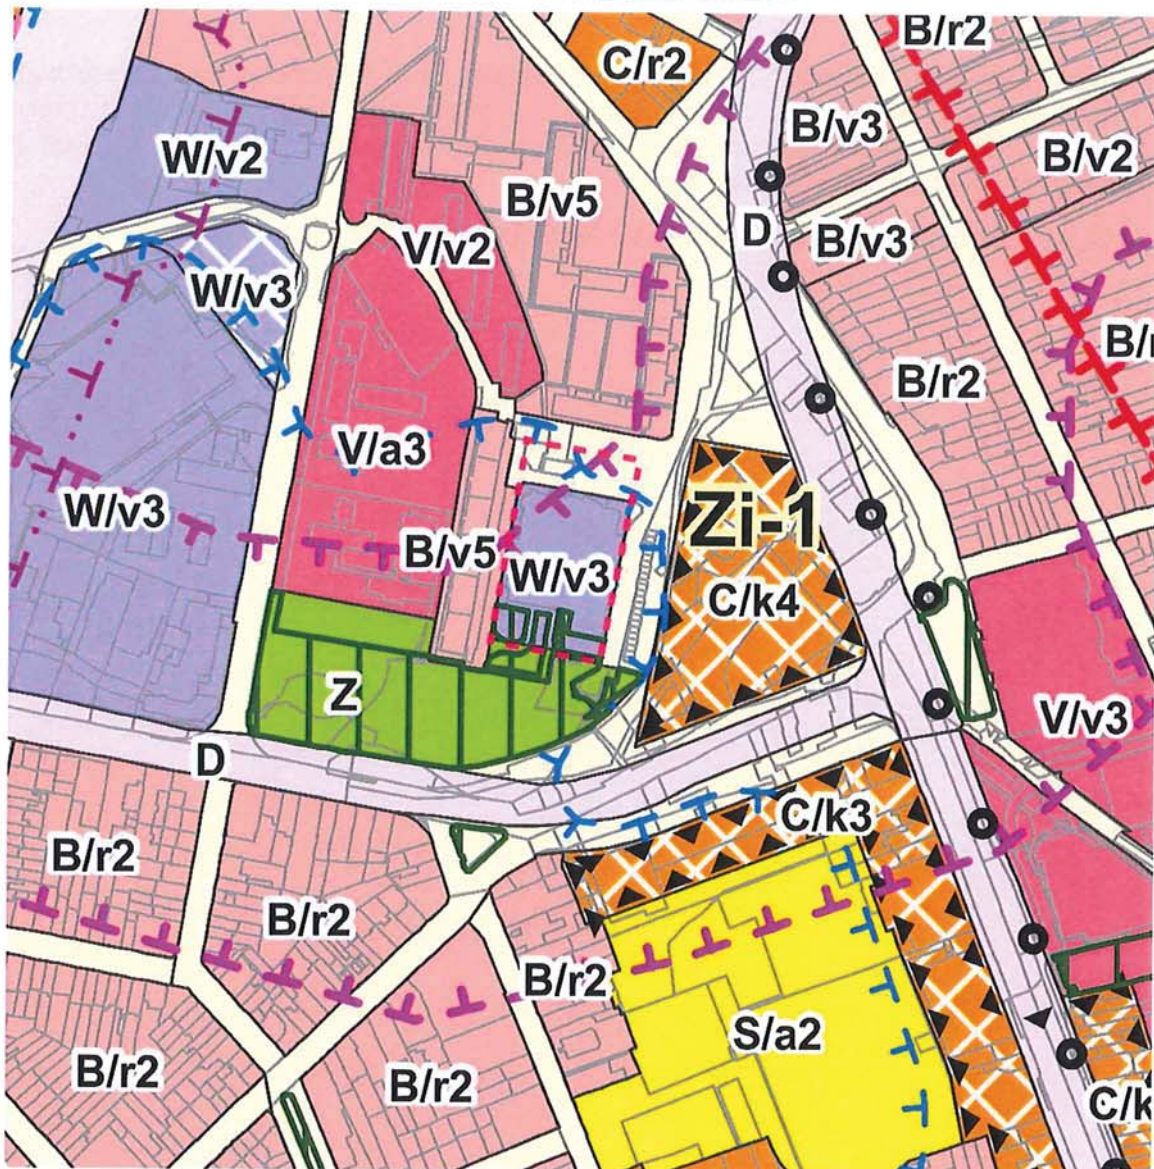 B/r2
C/r2
B/v3
W/v2
B/v2
B/v5
D
B/v3
V/v2
W/v3
B/r2
V/a3
W/v3
Zi-1
B/v5
W/v3
C/k4
Z
V/v3
D
C/k3
B/r2
B/r2
B/r2
S/a2
B/r2
B/r2
C/k